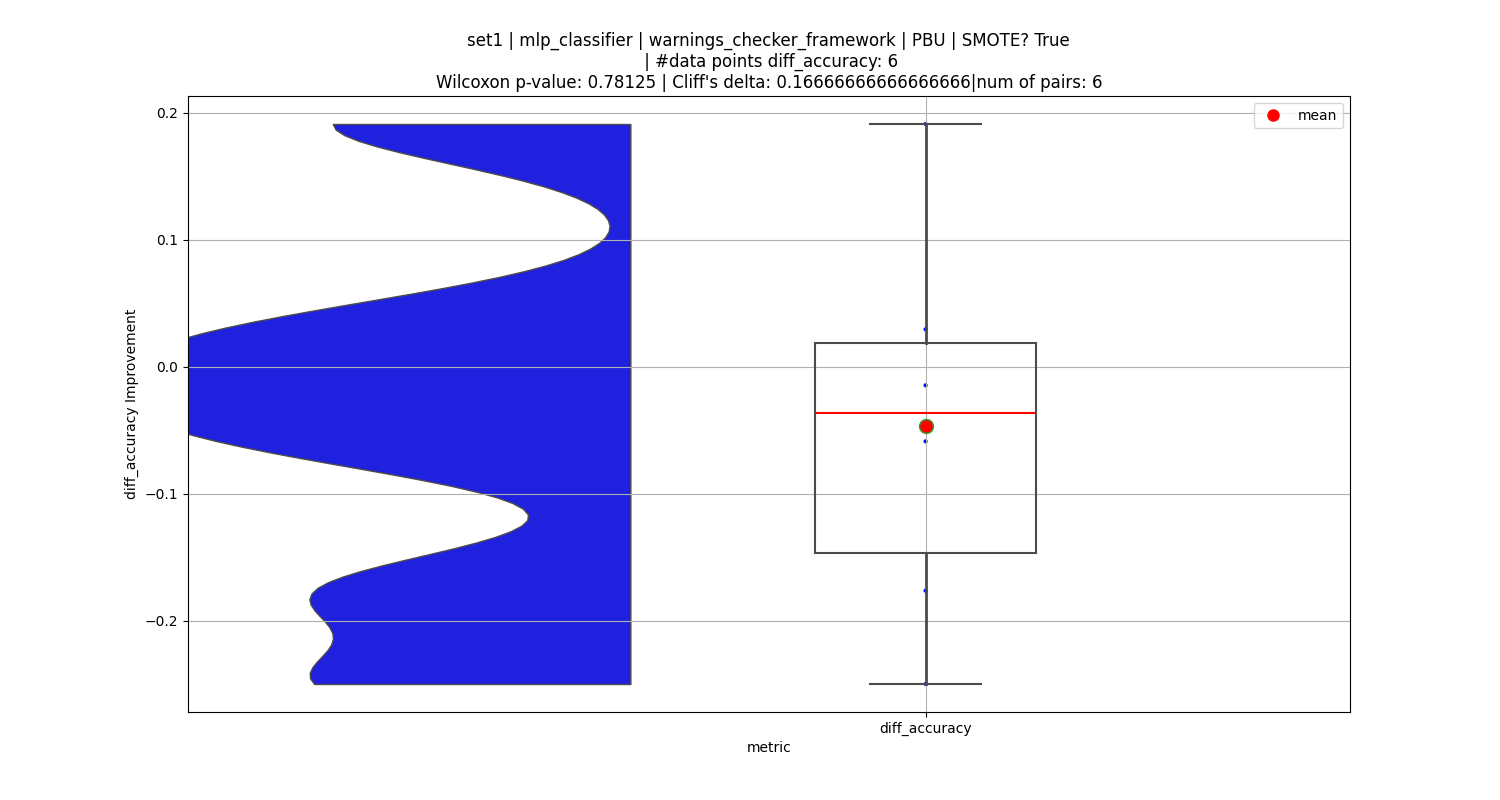 set1 | mlp_classifier | warnings_checker_framework | PBU | SMOTE? True
| #data points diff_accuracy: 6
Wilcoxon p-value: 0.78125 | Cliff's delta: 0.16666666666666666|num of pairs: 6
mean
0.2
0.1
0.0
−0.1
−0.2
diff_accuracy Improvement
diff_accuracy
metric